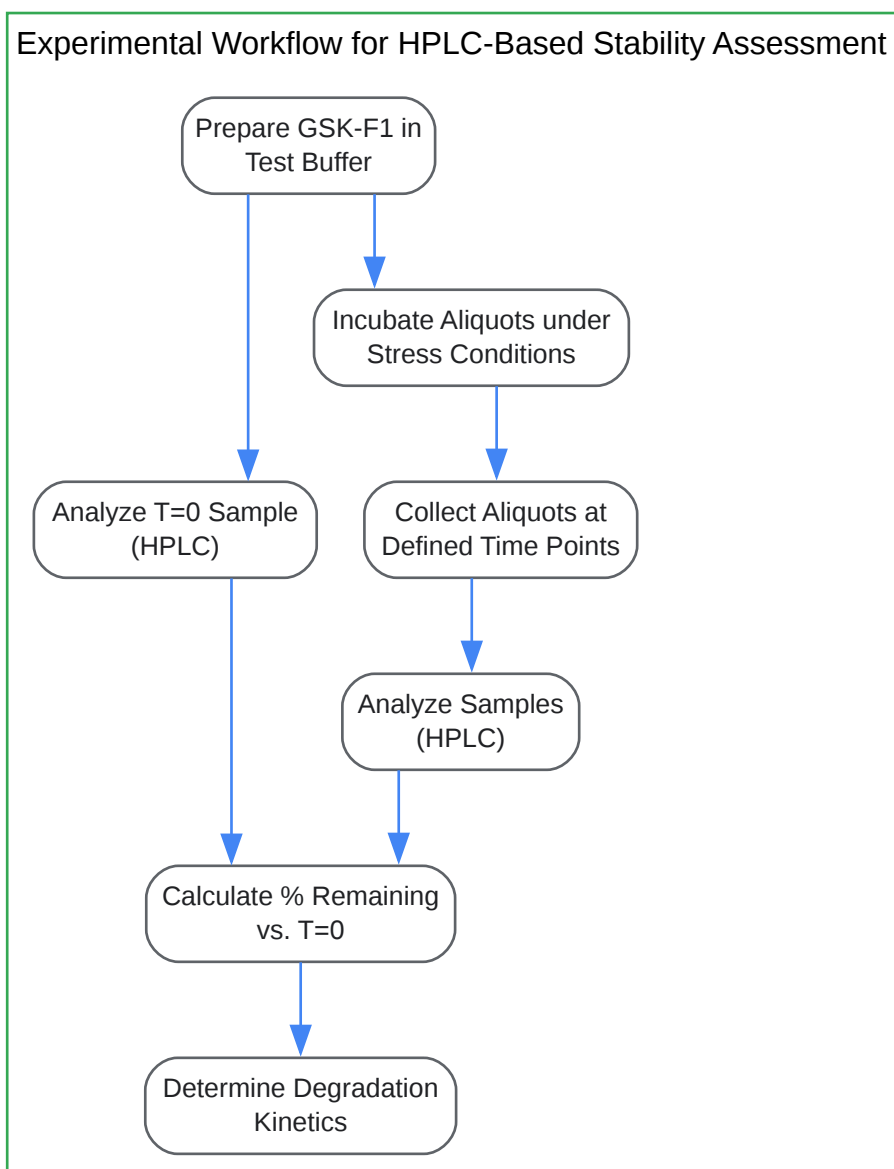 Experimental Workflow for HPLC-Based Stability Assessment
Prepare GSK-F1 in
Test Buffer
Incubate Aliquots under
Stress Conditions
Analyze T=0 Sample
(HPLC)
Collect Aliquots at
Defined Time Points
Analyze Samples
(HPLC)
Calculate % Remaining
vs. T=0
Determine Degradation
Kinetics